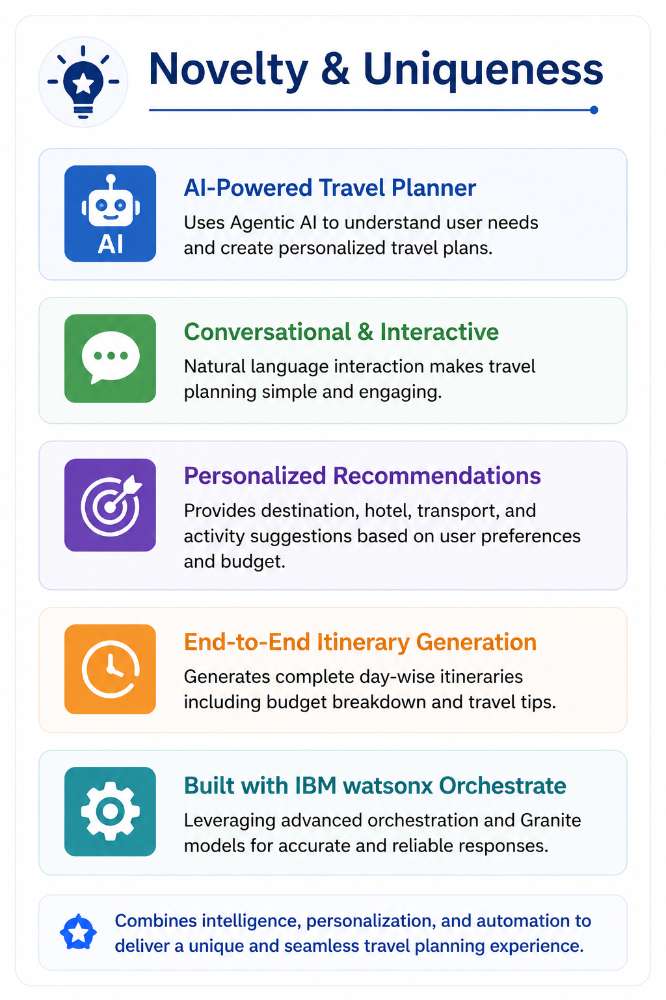 Novelty & Uniqueness
AI
AI-Powered Travel Planner
Uses Agentic AI to understand user needs
and create personalized travel plans.
Conversational & Interactive
Natural language interaction makes travel
planning simple and engaging.
Personalized Recommendations
Provides destination, hotel, transport, and
activity suggestions based on user preferences
and budget.
End-to-End Itinerary Generation
Generates complete day-wise itineraries
including budget breakdown and travel tips.
Built with IBM watsonx Orchestrate
Leveraging advanced orchestration and Granite
models for accurate and reliable responses.
Combines intelligence, personalization, and automation to
deliver a unique and seamless travel planning experience.